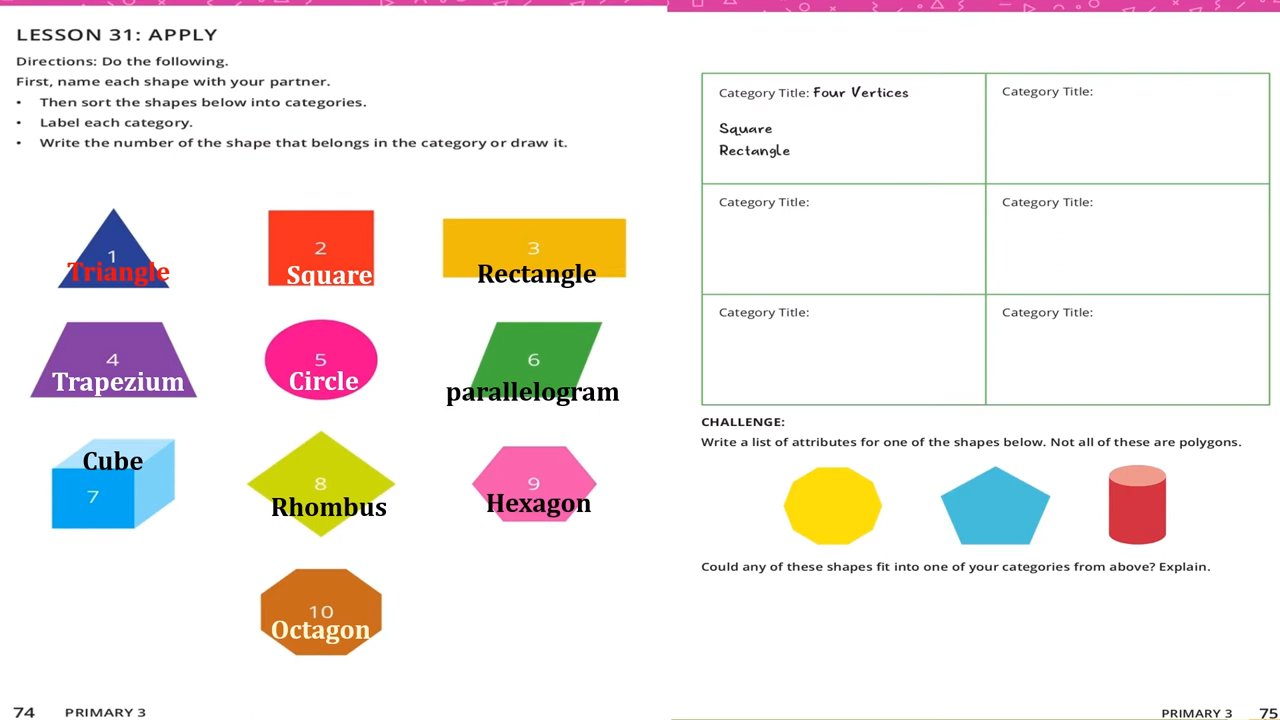 LESSON 31: APPLY
Directions: Do the following.
First, name each shape with your partner.
• Then sort the shapes below into categories.
• Label each category.
• Write the number of the shape that belongs in the category or draw it.
1
Triangle
2
Square
3
Rectangle
4
Trapezium
5
Circle
6
parallelogram
Cube
7
8
Rhombus
9
Hexagon
10
Octagon
74 PRIMARY 3
Category Title: Four Vertices
Square
Rectangle
Category Title:
Category Title:
Category Title:
Category Title:
Category Title:
CHALLENGE:
Write a list of attributes for one of the shapes below. Not all of these are polygons.
Could any of these shapes fit into one of your categories from above? Explain.
PRIMARY 3 75